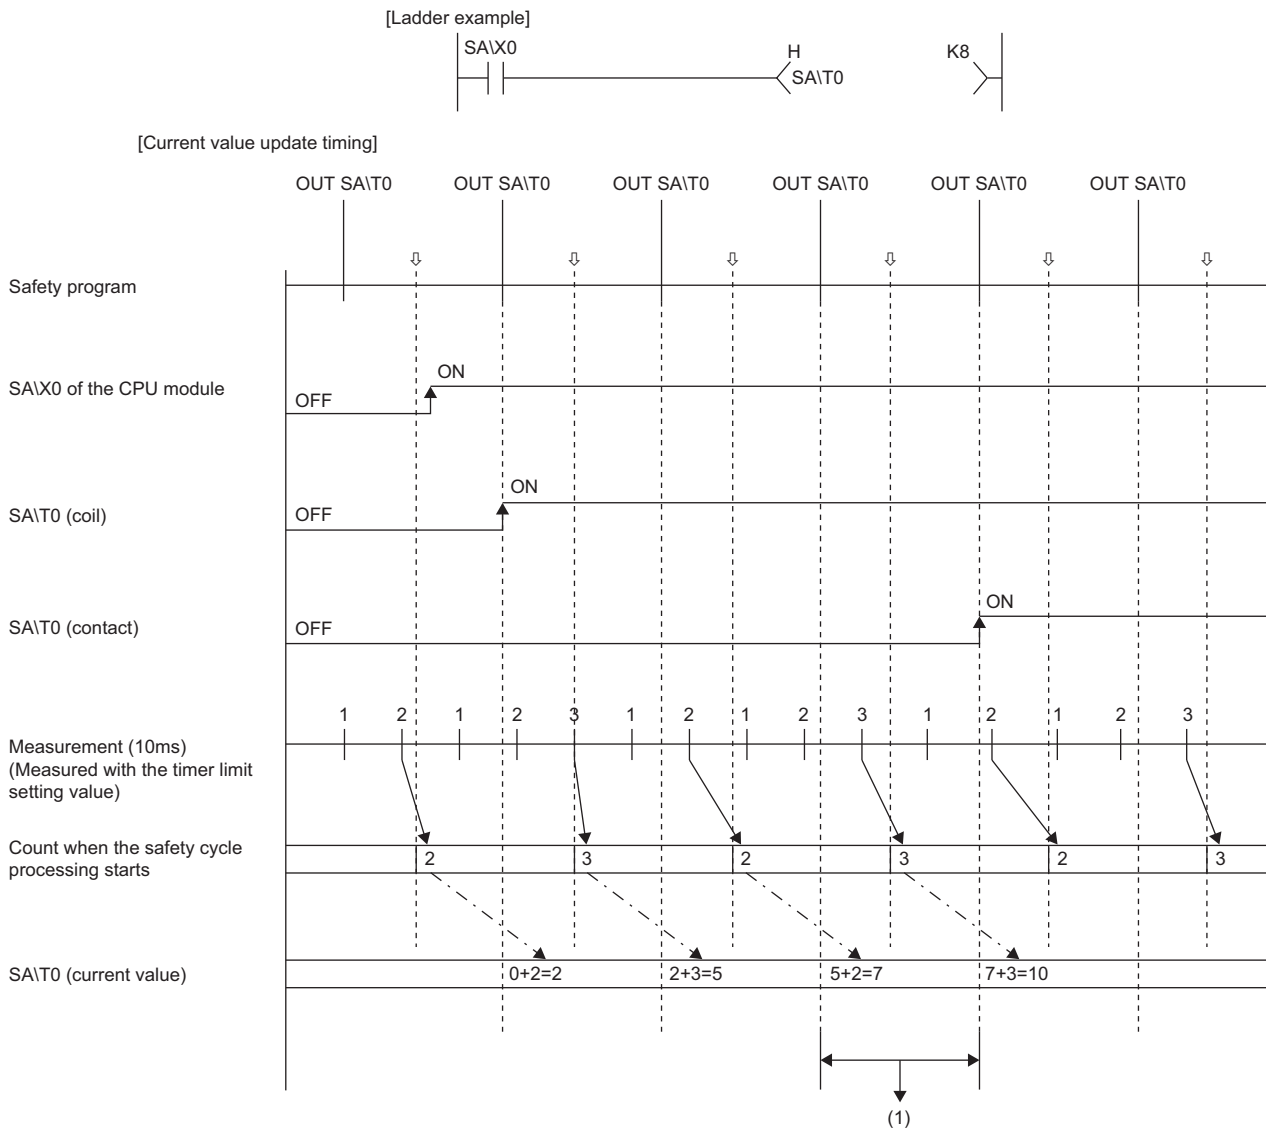 [Ladder example]
SA\X0
H
K8
SA\T0
[Current value update timing]
OUT SA\T0 OUT SA\T0 OUT SA\T0 OUT SA\T0 OUT SA\T0 OUT SA\T0
Safety program
ON
SA\X0 of the CPU module
OFF
ON
SA\T0 (coil)
OFF
ON
SA\T0 (contact)
OFF
1 2 1 2 3 1 2 1 2 3 1 2 1 2 3
Measurement (10ms)
(Measured with the timer limit
setting value)
Count when the safety cycle
processing starts
2 3 2 3 2 3
SA\T0 (current value)
0+2=2 2+3=5 5+2=7 7+3=10
(1)